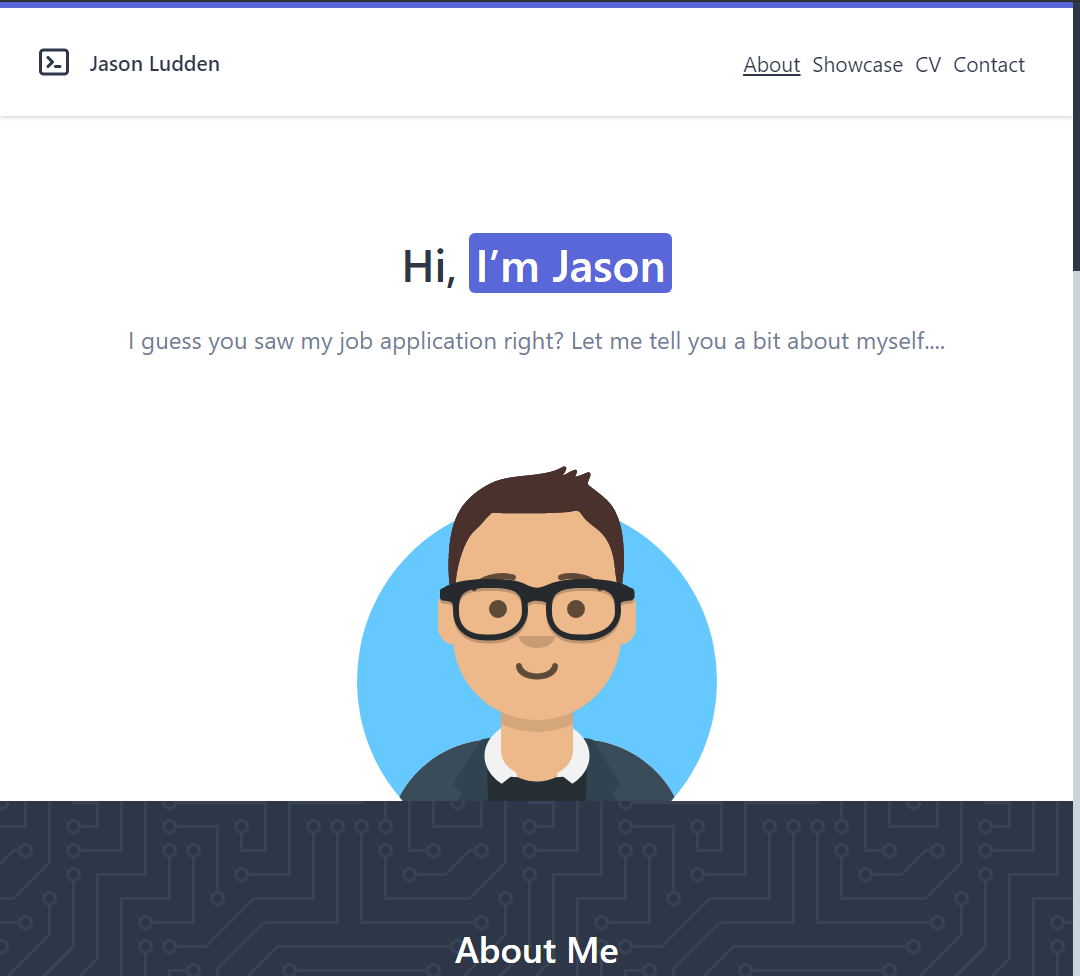 Jason Ludden
About Showcase CV Contact
Hi, I’m Jason
I guess you saw my job application right? Let me tell you a bit about myself....
About Me